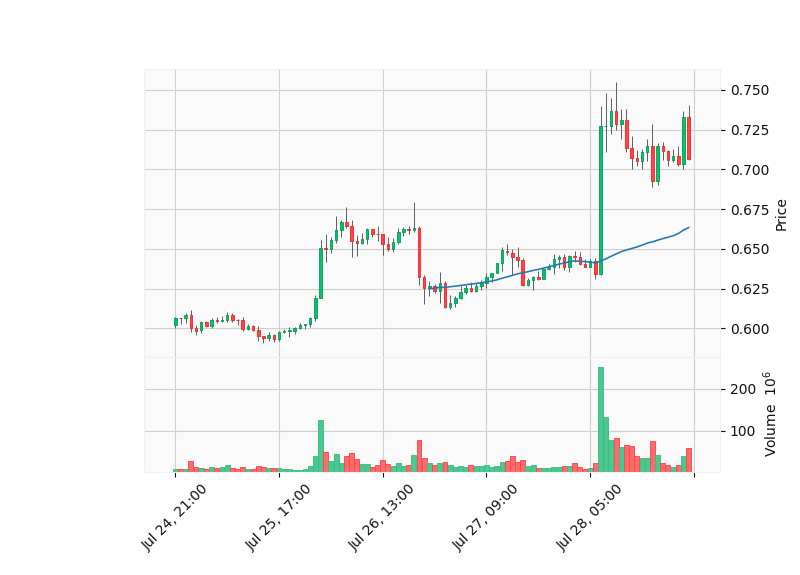 0.750
0.725
0.700
0.675
0.650
0.625
0.600
Price
200
100
Volume 10^6
Jul 24, 21:00
Jul 25, 17:00
Jul 26, 13:00
Jul 27, 09:00
Jul 28, 05:00